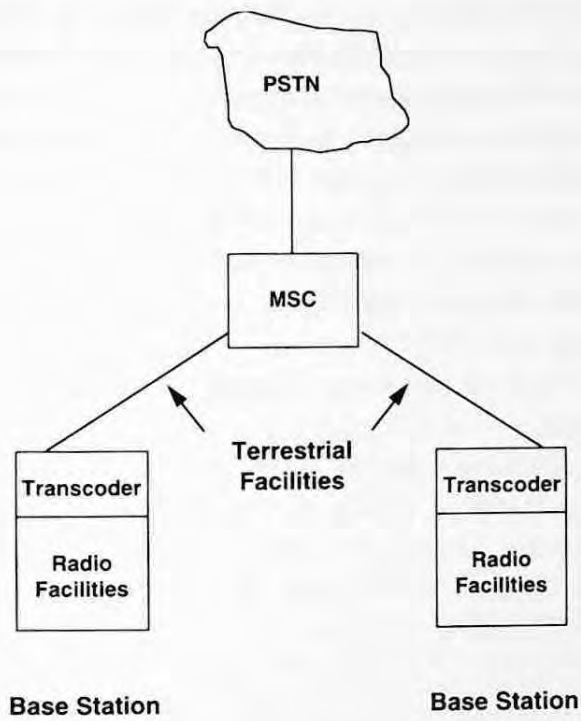 PSTN
MSC
Terrestrial
Facilities
Transcoder
Radio
Facilities
Base Station
Transcoder
Radio
Facilities
Base Station